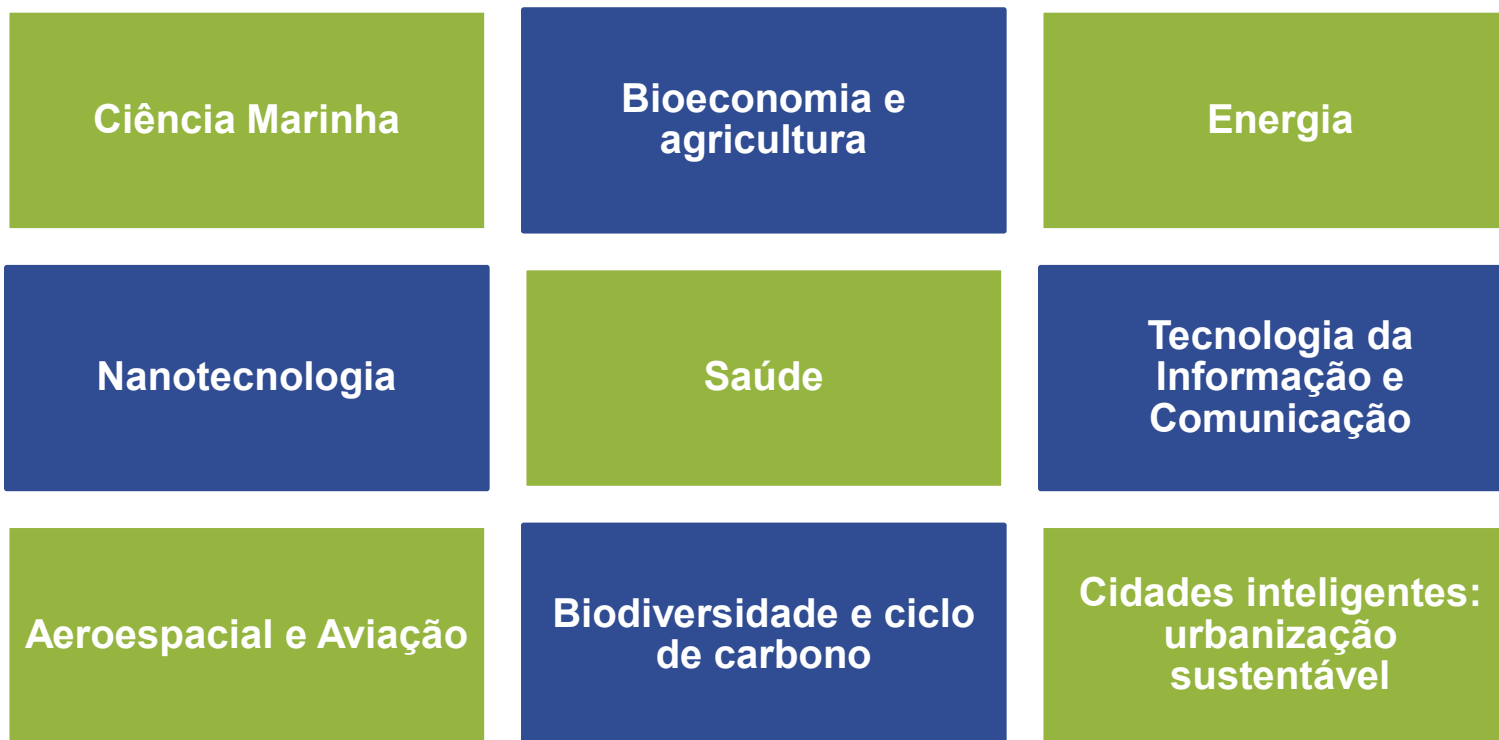 Ciência Marinha
Bioeconomia e
agricultura
Energia
Nanotecnologia
Saúde
Tecnologia da
Informação e
Comunicação
Aeroespacial e Aviação
Biodiversidade e ciclo
de carbono
Cidades inteligentes:
urbanização
sustentável